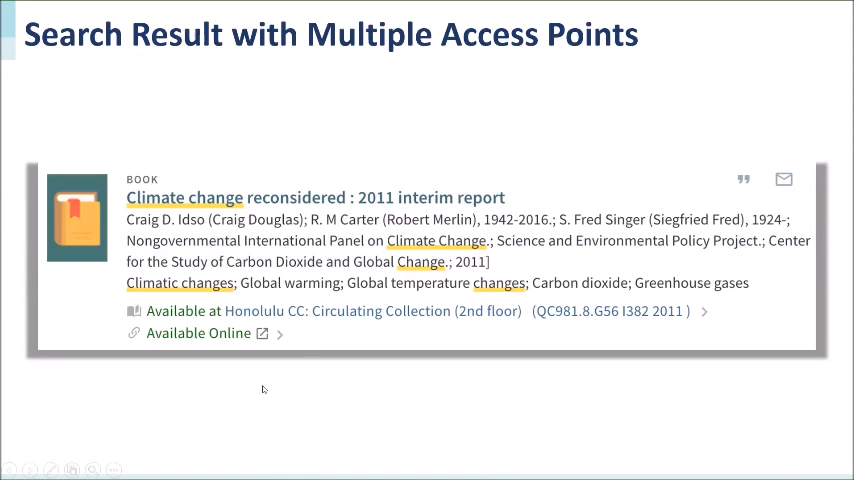 Search Result with Multiple Access Points
BOOK
Climate change reconsidered : 2011 interim report
Craig D. Idso (Craig Douglas); R. M Carter (Robert Merlin), 1942-2016.; S. Fred Singer (Siegfried Fred), 1924-;
Nongovernmental International Panel on Climate Change.; Science and Environmental Policy Project.; Center
for the Study of Carbon Dioxide and Global Change.; 2011]
Climatic changes; Global warming; Global temperature changes; Carbon dioxide; Greenhouse gases
Available at Honolulu CC: Circulating Collection (2nd floor) (QC981.8.G56 I382 2011 )
Available Online